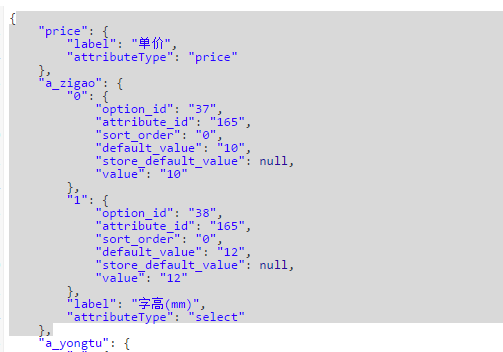 {
    "price": {
        "label": "单价",
        "attributeType": "price"
    },
    "a_zigao": {
        "0": {
            "option_id": "37",
            "attribute_id": "165",
            "sort_order": "0",
            "default_value": "10",
            "store_default_value": null,
            "value": "10"
        },
        "1": {
            "option_id": "38",
            "attribute_id": "165",
            "sort_order": "0",
            "default_value": "12",
            "store_default_value": null,
            "value": "12"
        },
        "label": "字高(mm)",
        "attributeType": "select"
    },
    "a_yongtu": {